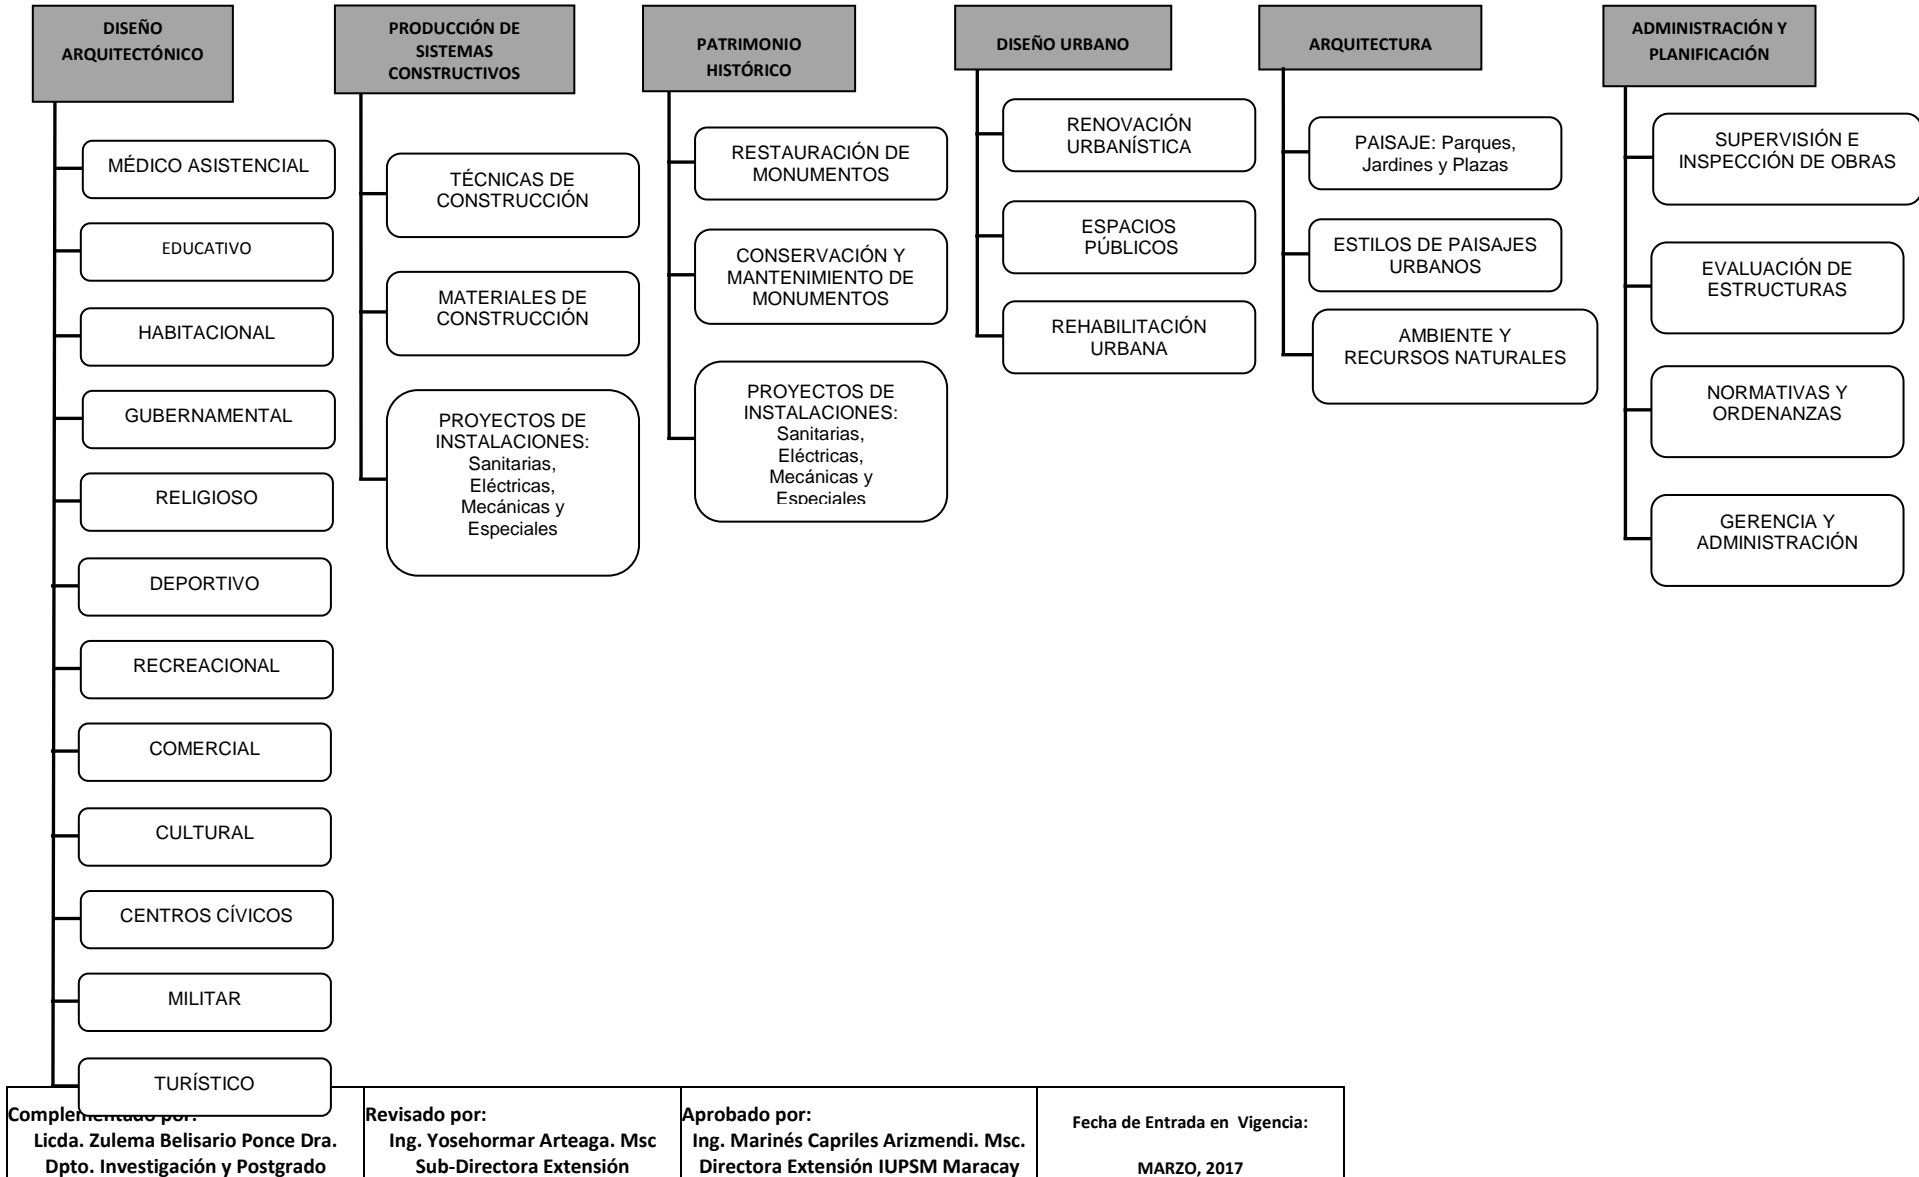 DISEÑO
ARQUITECTÓNICO
MÉDICO ASISTENCIAL
EDUCATIVO
HABITACIONAL
GUBERNAMENTAL
RELIGIOSO
DEPORTIVO
RECREACIONAL
COMERCIAL
CULTURAL
CENTROS CÍVICOS
MILITAR
TURÍSTICO
PRODUCCIÓN DE
SISTEMAS
CONSTRUCTIVOS
TÉCNICAS DE
CONSTRUCCIÓN
MATERIALES DE
CONSTRUCCIÓN
PROYECTOS DE
INSTALACIONES:
Sanitarias,
Eléctricas,
Mecánicas y
Especiales
PATRIMONIO
HISTÓRICO
RESTAURACIÓN DE
MONUMENTOS
CONSERVACIÓN Y
MANTENIMIENTO DE
MONUMENTOS
PROYECTOS DE
INSTALACIONES:
Sanitarias,
Eléctricas,
Mecánicas y
Especiales
DISEÑO URBANO
RENOVACIÓN
URBANÍSTICA
ESPACIOS
PÚBLICOS
REHABILITACIÓN
URBANA
ARQUITECTURA
PAISAJE: Parques,
Jardines y Plazas
ESTILOS DE PAISAJES
URBANOS
AMBIENTE Y
RECURSOS NATURALES
ADMINISTRACIÓN Y
PLANIFICACIÓN
SUPERVISIÓN E
INSPECCIÓN DE OBRAS
EVALUACIÓN DE
ESTRUCTURAS
NORMATIVAS Y
ORDENANZAS
GERENCIA Y
ADMINISTRACIÓN
Complementado por:
Licda. Zulema Belisario Ponce Dra.
Dpto. Investigación y Postgrado
Revisado por:
Ing. Yosehormar Arteaga. Msc
Sub-Directora Extensión
Aprobado por:
Ing. Marinés Capriles Arizmendi. Msc.
Directora Extensión IUPSM Maracay
Fecha de Entrada en Vigencia:
MARZO, 2017